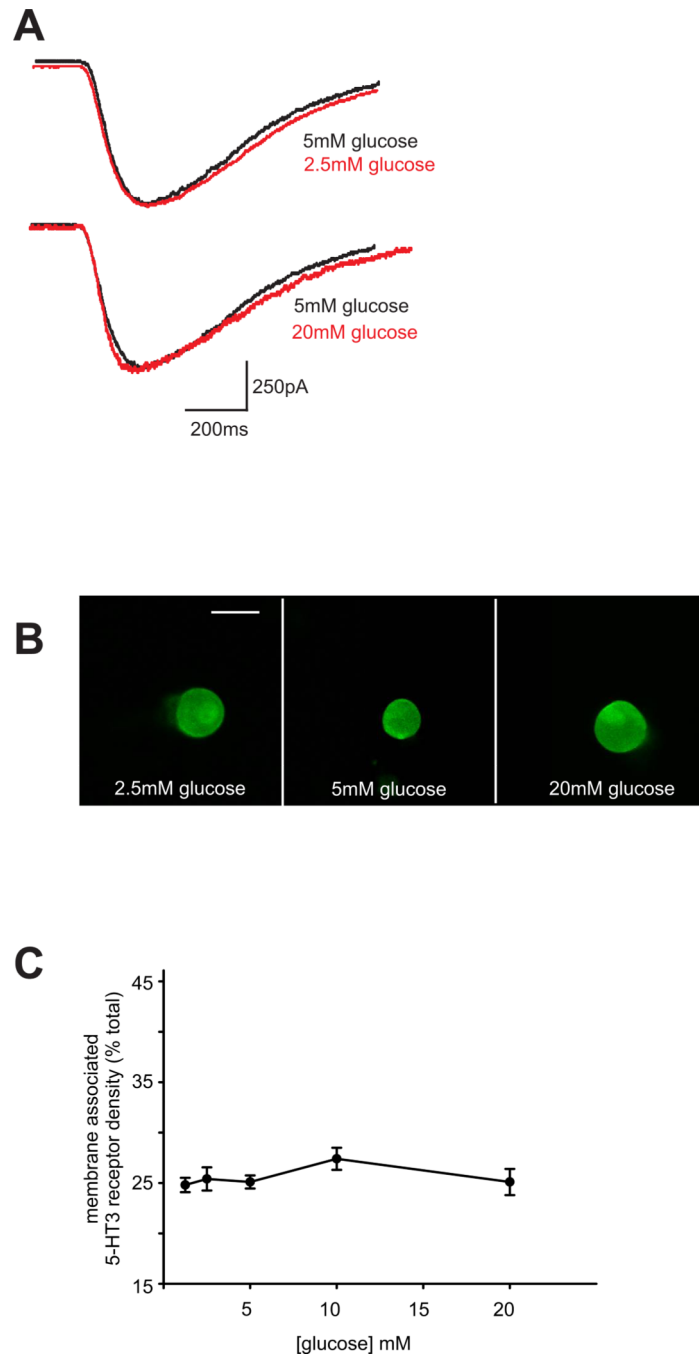 A
5mM glucose
2.5mM glucose
5mM glucose
20mM glucose
250pA
200ms
B
2.5mM glucose
5mM glucose
20mM glucose
C
membrane associated
5-HT3 receptor density (% total)
45
35
25
15
5
10
15
20
[glucose] mM